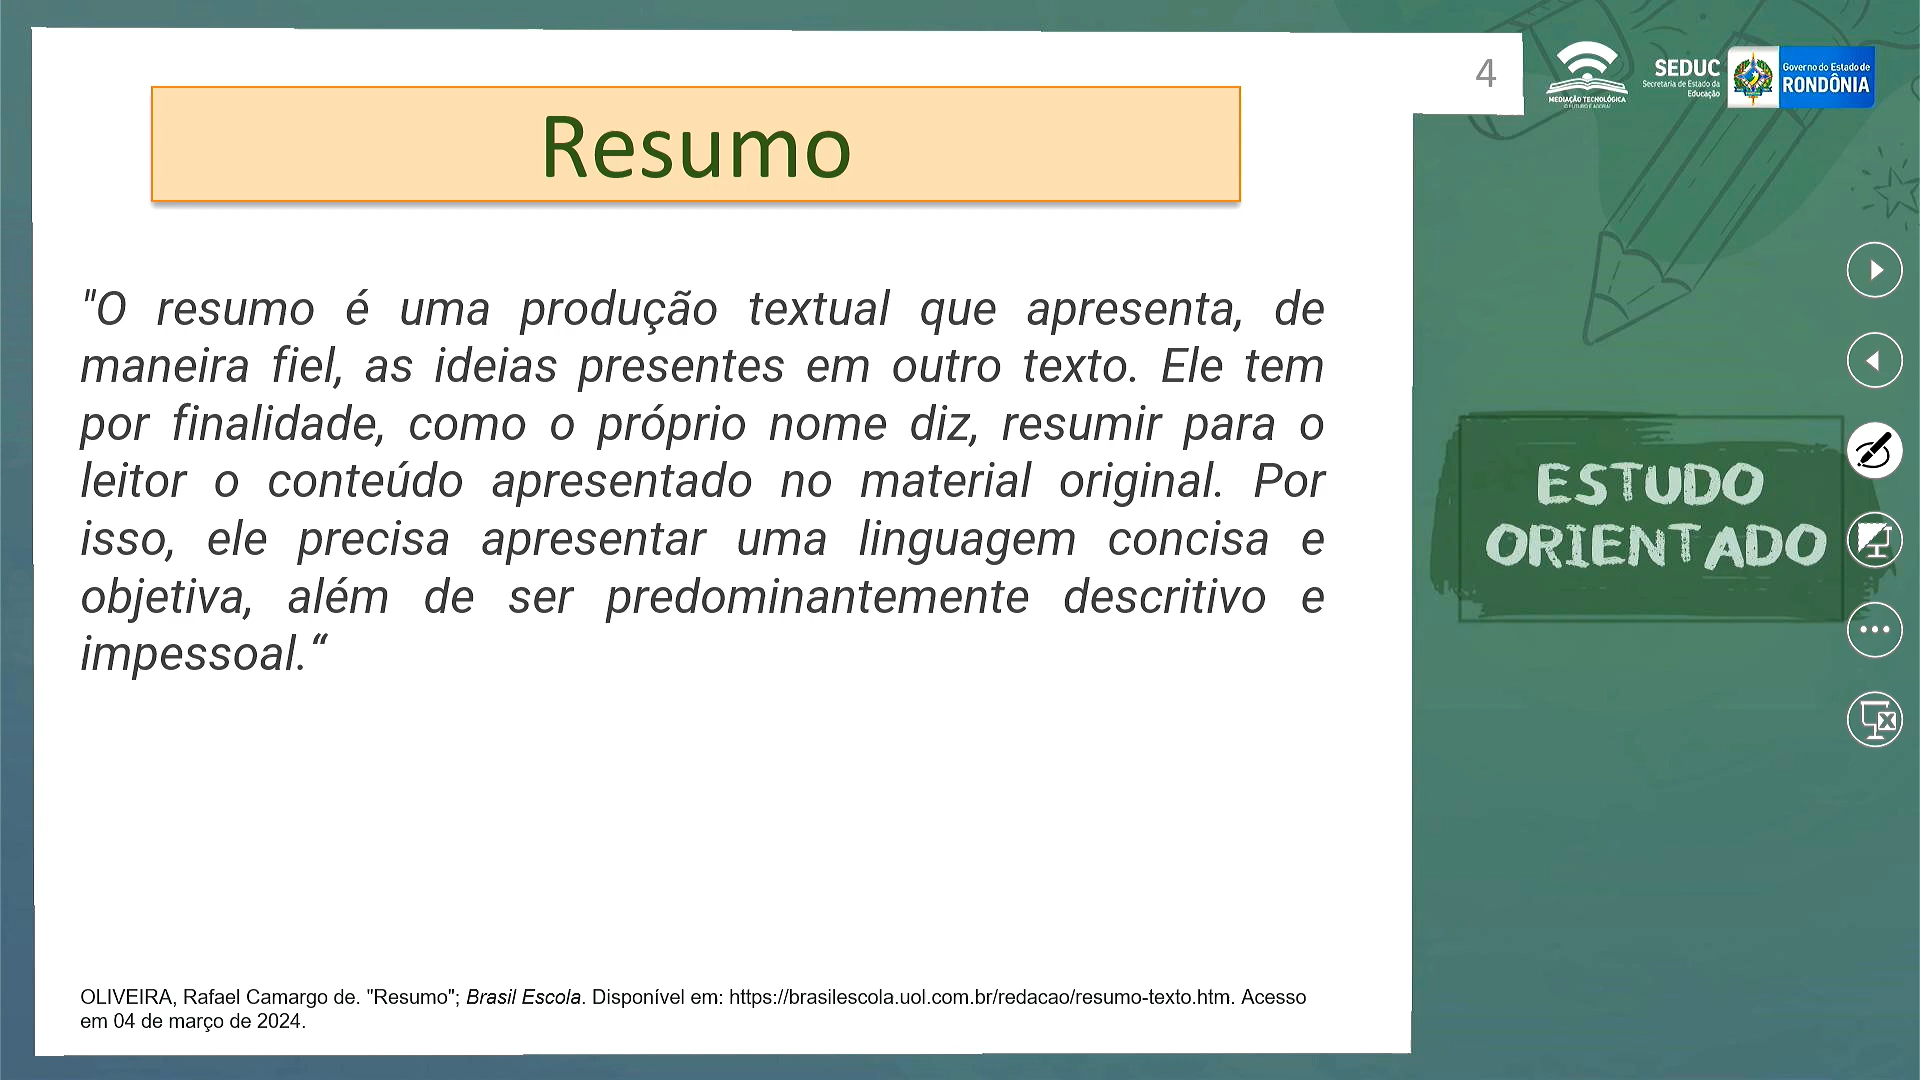 4
MEDIAÇÃO TECNOLÓGICA
SEDUC
Secretaria de Estado da
Educação
Governo do Estado de
RONDÔNIA
Resumo
"O resumo é uma produção textual que apresenta, de
maneira fiel, as ideias presentes em outro texto. Ele tem
por finalidade, como o próprio nome diz, resumir para o
leitor o conteúdo apresentado no material original. Por
isso, ele precisa apresentar uma linguagem concisa e
objetiva, além de ser predominantemente descritivo e
impessoal.“
ESTUDO
ORIENTADO
OLIVEIRA, Rafael Camargo de. "Resumo"; Brasil Escola. Disponível em: https://brasilescola.uol.com.br/redacao/resumo-texto.htm. Acesso
em 04 de março de 2024.